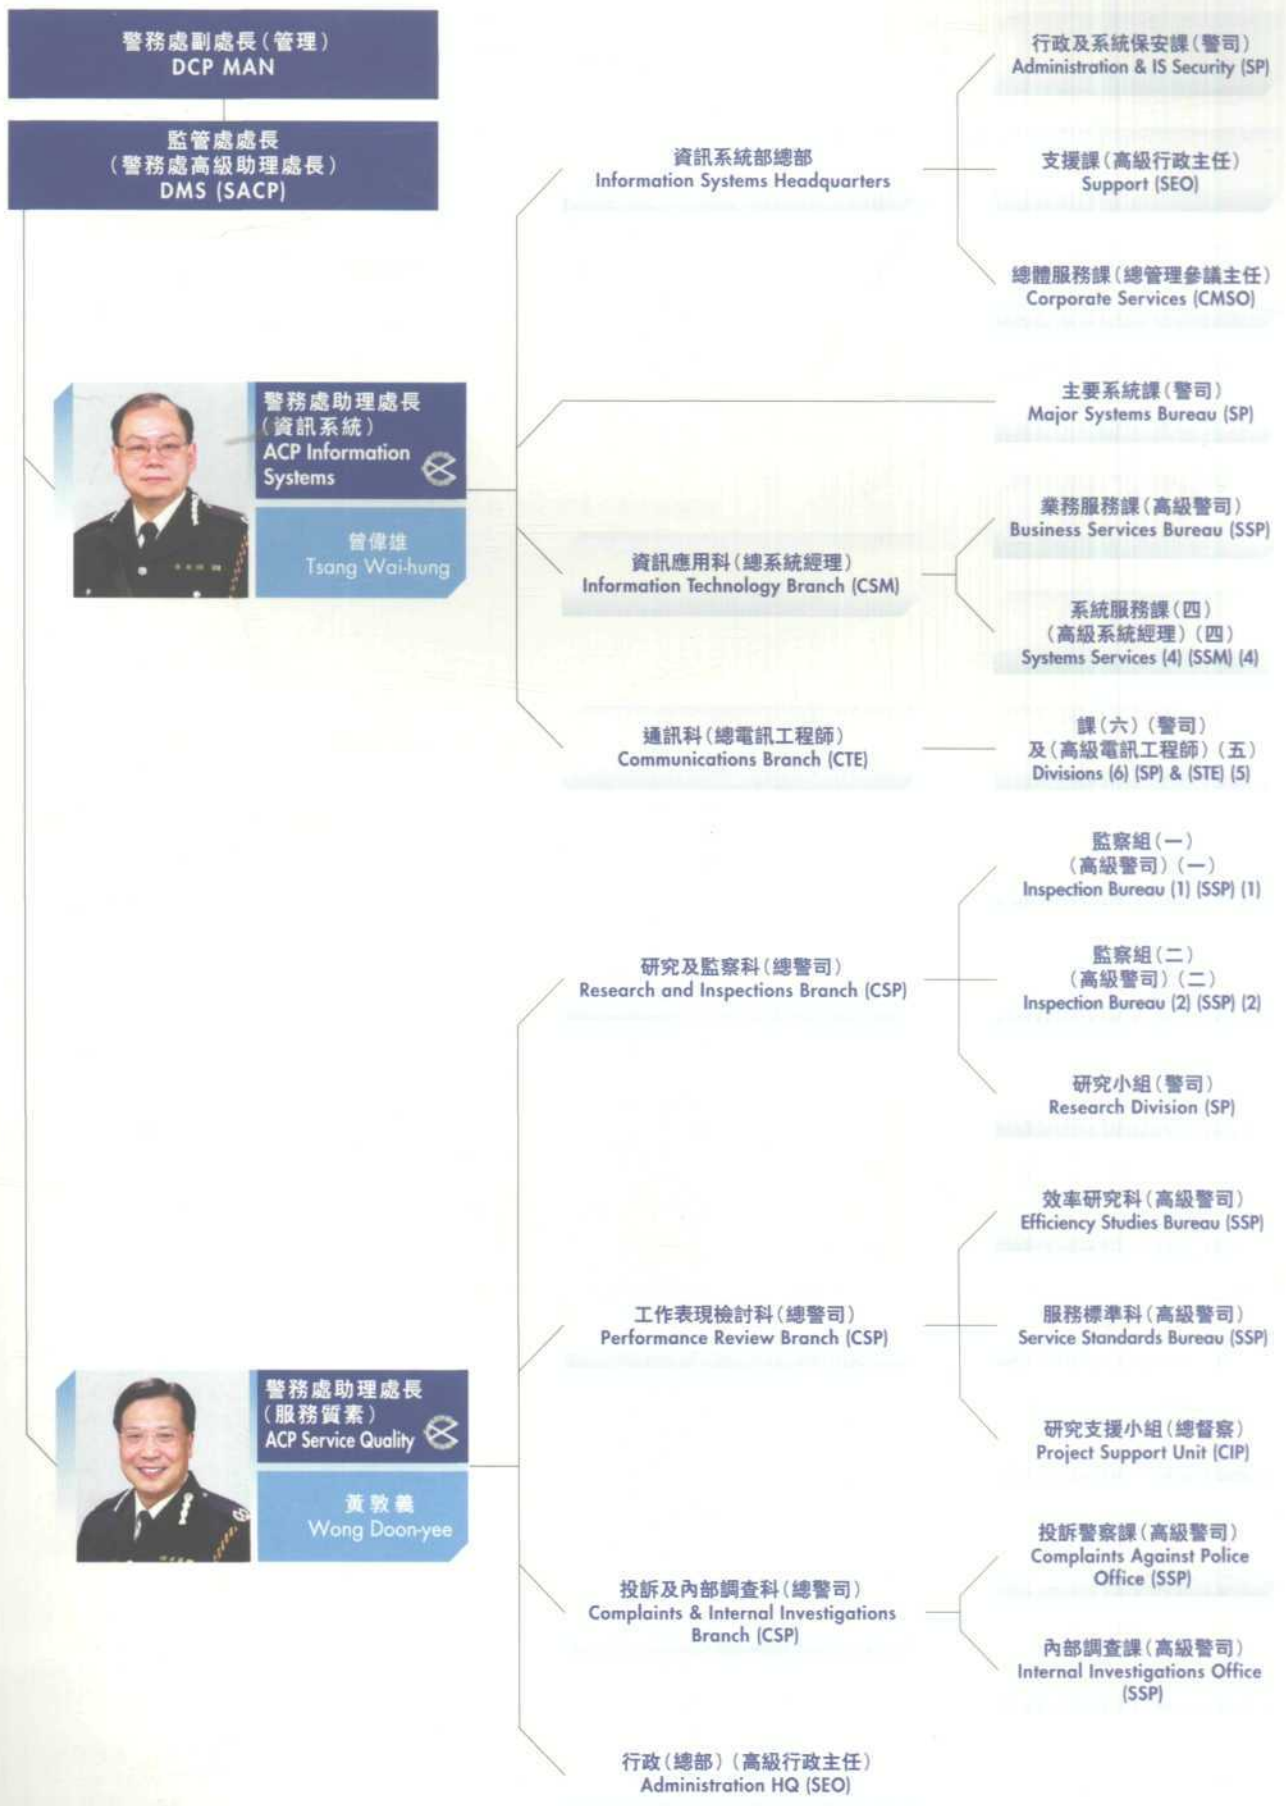 警務處副處長(管理)
DCP MAN
監管處處長
(警務處高級助理處長)
DMS (SACP)
警務處助理處長
(資訊系統)
ACP Information
Systems
曾偉雄
Tsang Wai-hung
資訊系統部總部
Information Systems Headquarters
行政及系統保安課(警司)
Administration & IS Security (SP)
支援課(高級行政主任)
Support (SEO)
總體服務課(總管理參議主任)
Corporate Services (CMSO)
主要系統課(警司)
Major Systems Bureau (SP)
資訊應用科(總系統經理)
Information Technology Branch (CSM)
業務服務課(高級警司)
Business Services Bureau (SSP)
系統服務課(四)
(高級系統經理)(四)
Systems Services (4) (SSM) (4)
通訊科(總電訊工程師)
Communications Branch (CTE)
課(六)(警司)
及(高級電訊工程師)(五)
Divisions (6) (SP) & (STE) (5)
警務處助理處長
(服務質素)
ACP Service Quality
黃敦義
Wong Doon-yee
研究及監察科(總警司)
Research and Inspections Branch (CSP)
監察組(一)
(高級警司)(一)
Inspection Bureau (1) (SSP) (1)
監察組(二)
(高級警司)(二)
Inspection Bureau (2) (SSP) (2)
研究小組(警司)
Research Division (SP)
工作表現檢討科(總警司)
Performance Review Branch (CSP)
效率研究科(高級警司)
Efficiency Studies Bureau (SSP)
服務標準科(高級警司)
Service Standards Bureau (SSP)
研究支援小組(總督察)
Project Support Unit (CIP)
投訴及內部調查科(總警司)
Complaints & Internal Investigations
Branch (CSP)
投訴警察課(高級警司)
Complaints Against Police
Office (SSP)
內部調查課(高級警司)
Internal Investigations Office
(SSP)
行政(總部)(高級行政主任)
Administration HQ (SEO)